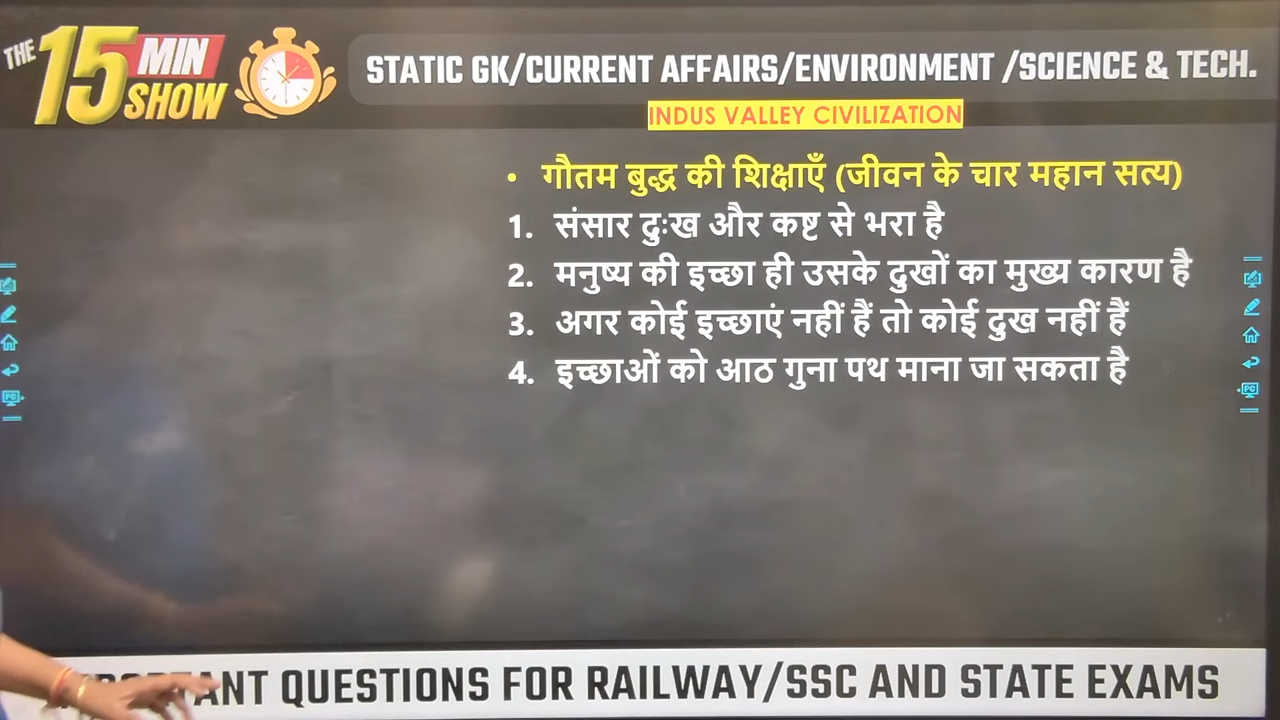 THE 15 MIN SHOW
STATIC GK/CURRENT AFFAIRS/ENVIRONMENT /SCIENCE & TECH.
INDUS VALLEY CIVILIZATION
• गौतम बुद्ध की शिक्षाएँ (जीवन के चार महान सत्य)
1. संसार दुःख और कष्ट से भरा है
2. मनुष्य की इच्छा ही उसके दुखों का मुख्य कारण है
3. अगर कोई इच्छाएं नहीं हैं तो कोई दुख नहीं हैं
4. इच्छाओं को आठ गुना पथ माना जा सकता है
PC
PC
QUESTIONS FOR RAILWAY/SSC AND STATE EXAMS